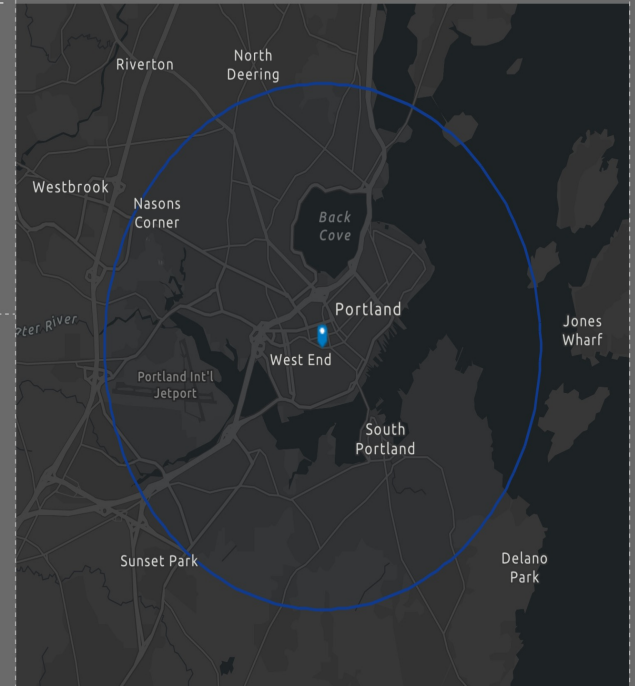 North
Deering
Riverton
Westbrook
Nasons
Corner
Back
Cove
Portland
River
Jones
Wharf
West End
Portland Int'l
Jetport
South
Portland
Sunset Park
Delano
Park